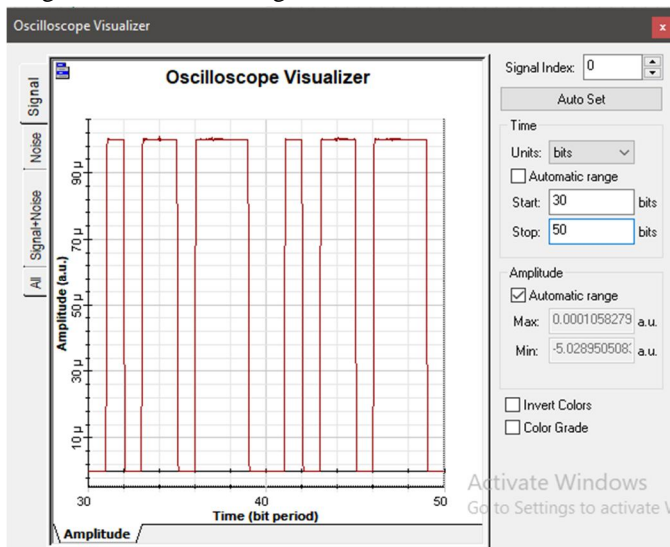 Oscilloscope Visualizer
x
Signal
Noise
Signal+Noise
All
Oscilloscope Visualizer
Amplitude (a.u.)
90 µ
70 µ
50 µ
30 µ
10 µ
30
40
50
Time (bit period)
Amplitude
Signal Index: 0
Auto Set
Time
Units: bits
Automatic range
Start: 30 bits
Stop: 50 bits
Amplitude
Automatic range
Max: 0.0001058279 a.u.
Min: a.u.
Invert Colors
Color Grade
Activate Windows
Go to Settings to activate